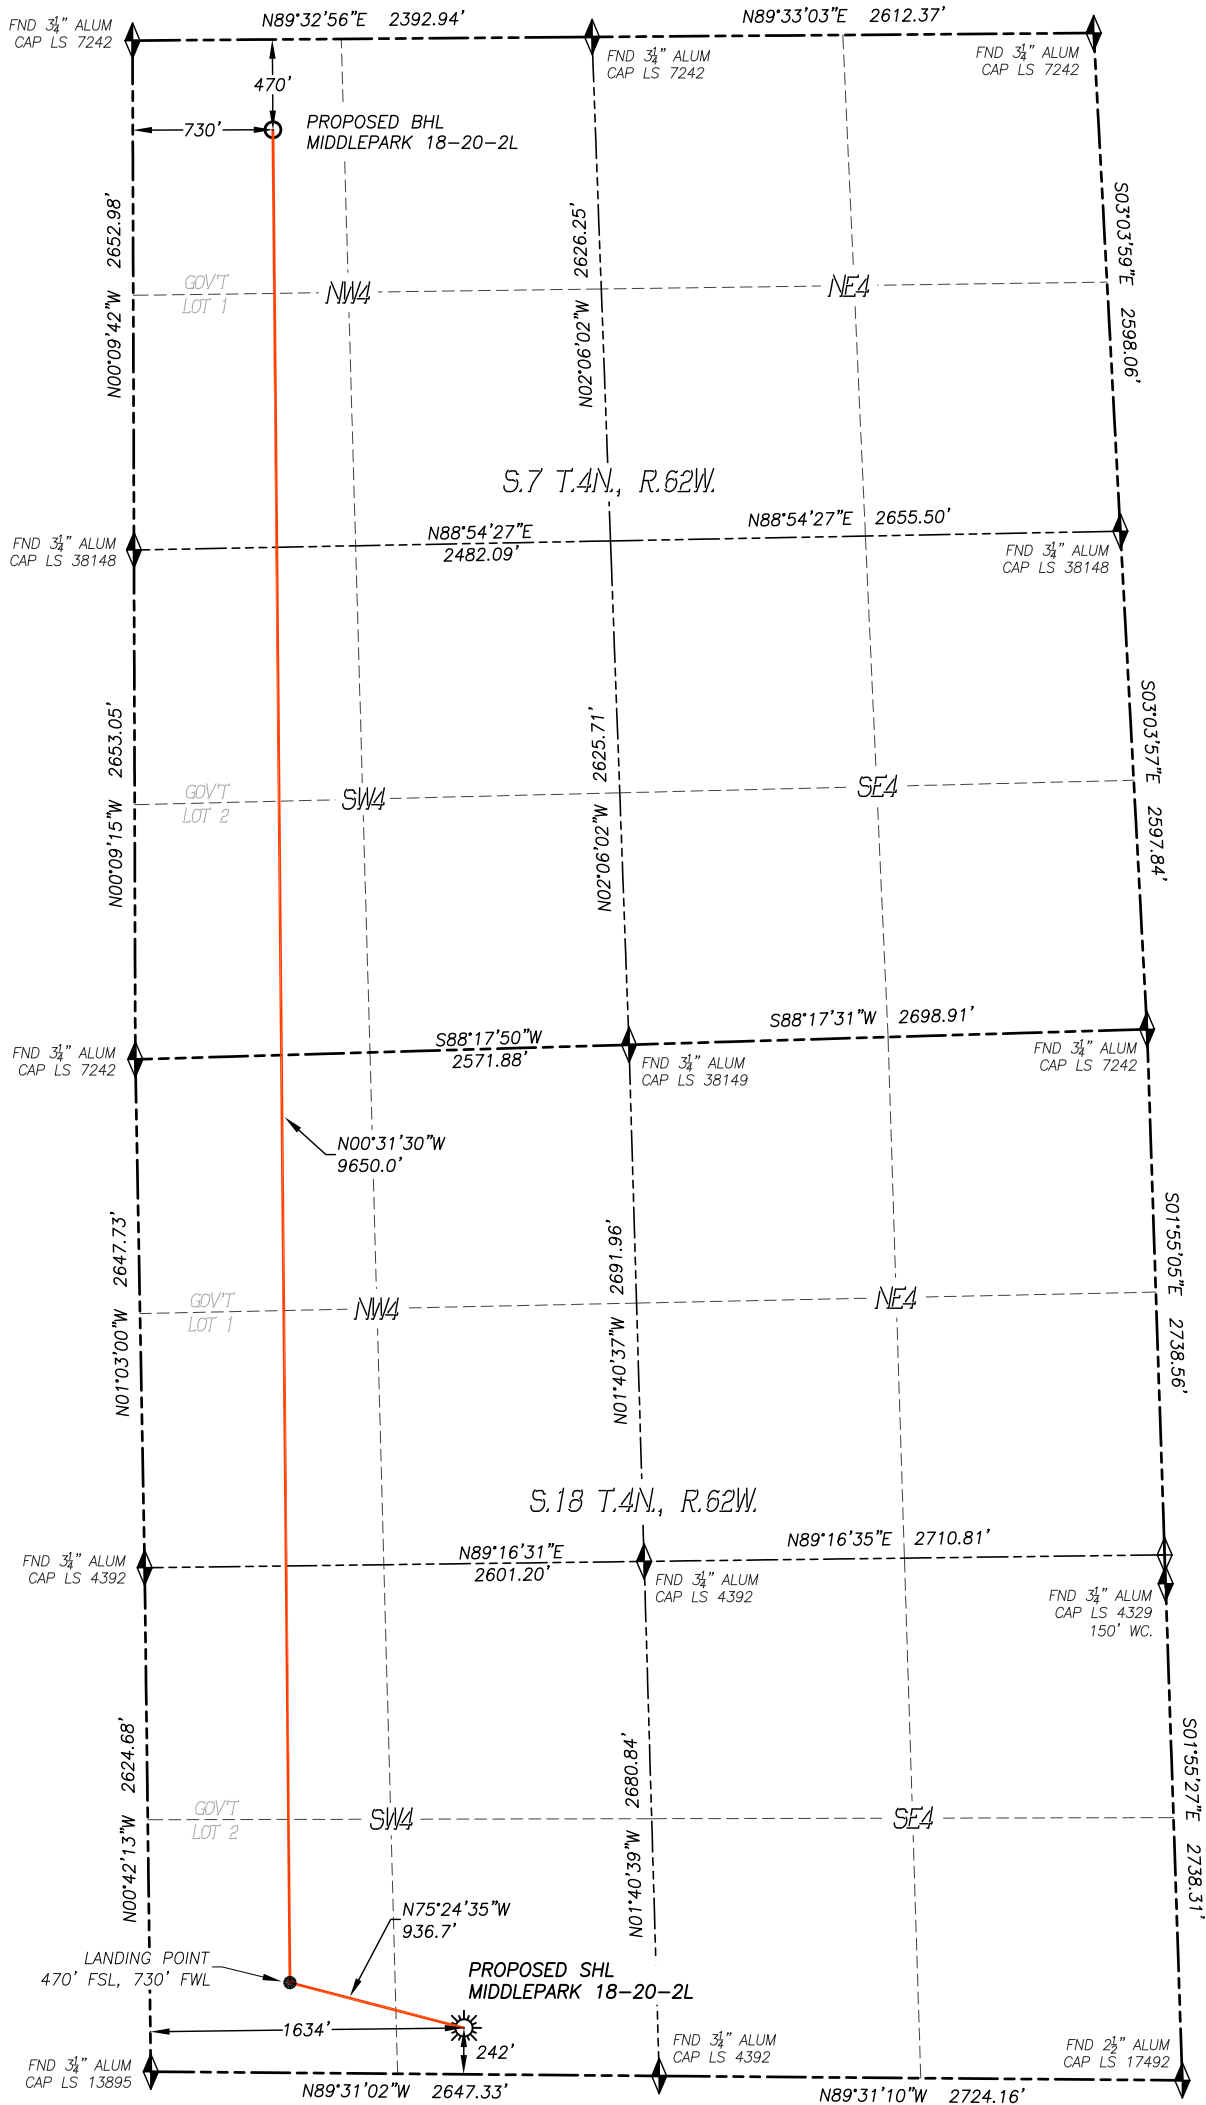 N89°32'56"E 2392.94'
N89°33'03"E 2612.37'
FND 3¼" ALUM
CAP LS 7242
FND 3¼" ALUM
CAP LS 7242
FND 3¼" ALUM
CAP LS 7242
470'
730'
PROPOSED BHL
MIDDLEPARK 18-20-2L
N00°09'42"W 2652.98'
N02°06'02"W 2626.25'
S03°03'59"E 2598.06'
GOV'T
LOT 1
NW4
NE4
S.7 T.4N., R.62W.
N88°54'27"E
2482.09'
N88°54'27"E 2655.50'
FND 3¼" ALUM
CAP LS 38148
FND 3¼" ALUM
CAP LS 38148
N00°09'15"W 2653.05'
N02°06'02"W 2625.71'
S03°03'57"E 2597.84'
GOV'T
LOT 2
SW4
SE4
S88°17'50"W
2571.88'
S88°17'31"W 2698.91'
FND 3¼" ALUM
CAP LS 7242
FND 3¼" ALUM
CAP LS 38149
FND 3¼" ALUM
CAP LS 7242
N00°31'30"W
9650.0'
N01°03'00"W 2647.73'
N01°40'37"W 2691.96'
S01°55'05"E 2738.56'
GOV'T
LOT 1
NW4
NE4
S.18 T.4N., R.62W.
N89°16'31"E
2601.20'
N89°16'35"E 2710.81'
FND 3¼" ALUM
CAP LS 4392
FND 3¼" ALUM
CAP LS 4392
FND 3¼" ALUM
CAP LS 4329
150' WC.
N00°42'13"W 2624.68'
N01°40'39"W 2680.84'
S01°55'27"E 2738.31'
GOV'T
LOT 2
SW4
SE4
N75°24'35"W
936.7'
LANDING POINT
470' FSL, 730' FWL
PROPOSED SHL
MIDDLEPARK 18-20-2L
1634'
242'
FND 3¼" ALUM
CAP LS 13895
FND 3¼" ALUM
CAP LS 4392
FND 2½" ALUM
CAP LS 17492
N89°31'02"W 2647.33'
N89°31'10"W 2724.16'